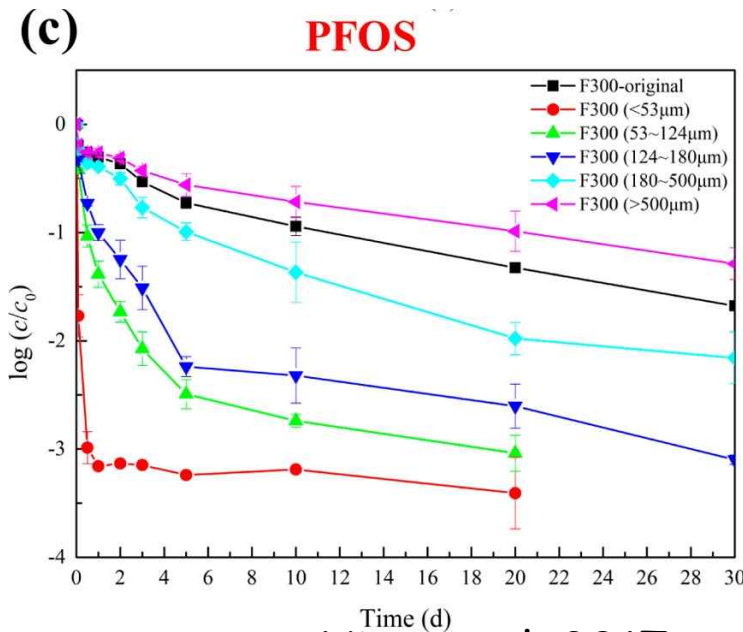 (c)
PFOS
F300-original
F300 (<53μm)
F300 (53~124μm)
F300 (124~180μm)
F300 (180~500μm)
F300 (>500μm)
log (c/c₀)
0
-1
-2
-3
-4
0 2 4 6 8 10 12 14 16 18 20 22 24 26 28 30
Time (d)